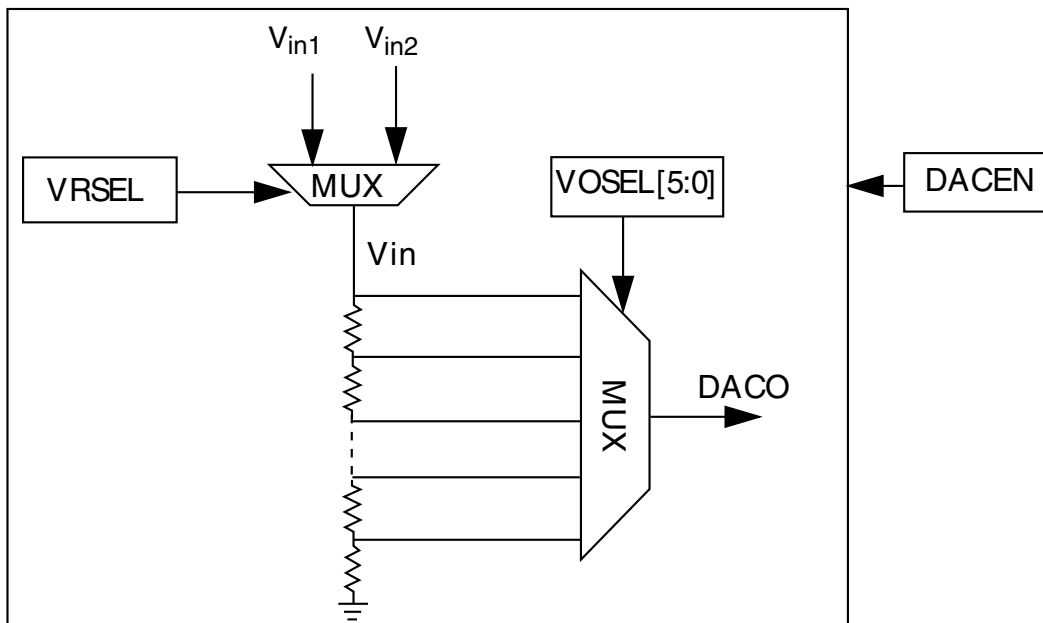 Vin1 Vin2
VRSEL
MUX
VOSEL[5:0]
DACEN
Vin
MUX
DACO